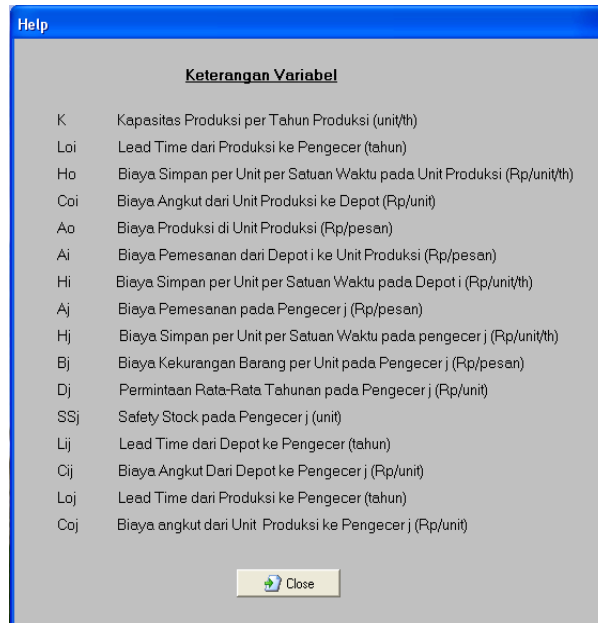 Help
Keterangan Variabel
K Kapasitas Produksi per Tahun Produksi (unit/th)
Loi Lead Time dari Produksi ke Pengecer (tahun)
Ho Biaya Simpan per Unit per Satuan Waktu pada Unit Produksi (Rp/unit/th)
Coi Biaya Angkut dari Unit Produksi ke Depot (Rp/unit)
Ao Biaya Produksi di Unit Produksi (Rp/pesan)
Ai Biaya Pemesanan dari Depot i ke Unit Produksi (Rp/pesan)
Hi Biaya Simpan per Unit per Satuan Waktu pada Depot i (Rp/unit/th)
Aj Biaya Pemesanan pada Pengecer j (Rp/pesan)
Hj Biaya Simpan per Unit per Satuan Waktu pada pengecer j (Rp/unit/th)
Bj Biaya Kekurangan Barang per Unit pada Pengecer j (Rp/pesan)
Dj Permintaan Rata-Rata Tahunan pada Pengecer j (Rp/unit)
SSj Safety Stock pada Pengecer j (unit)
Lij Lead Time dari Depot ke Pengecer (tahun)
Cij Biaya Angkut Dari Depot ke Pengecer j (Rp/unit)
Loj Lead Time dari Produksi ke Pengecer (tahun)
Coj Biaya angkut dari Unit Produksi ke Pengecer j (Rp/unit)
Close